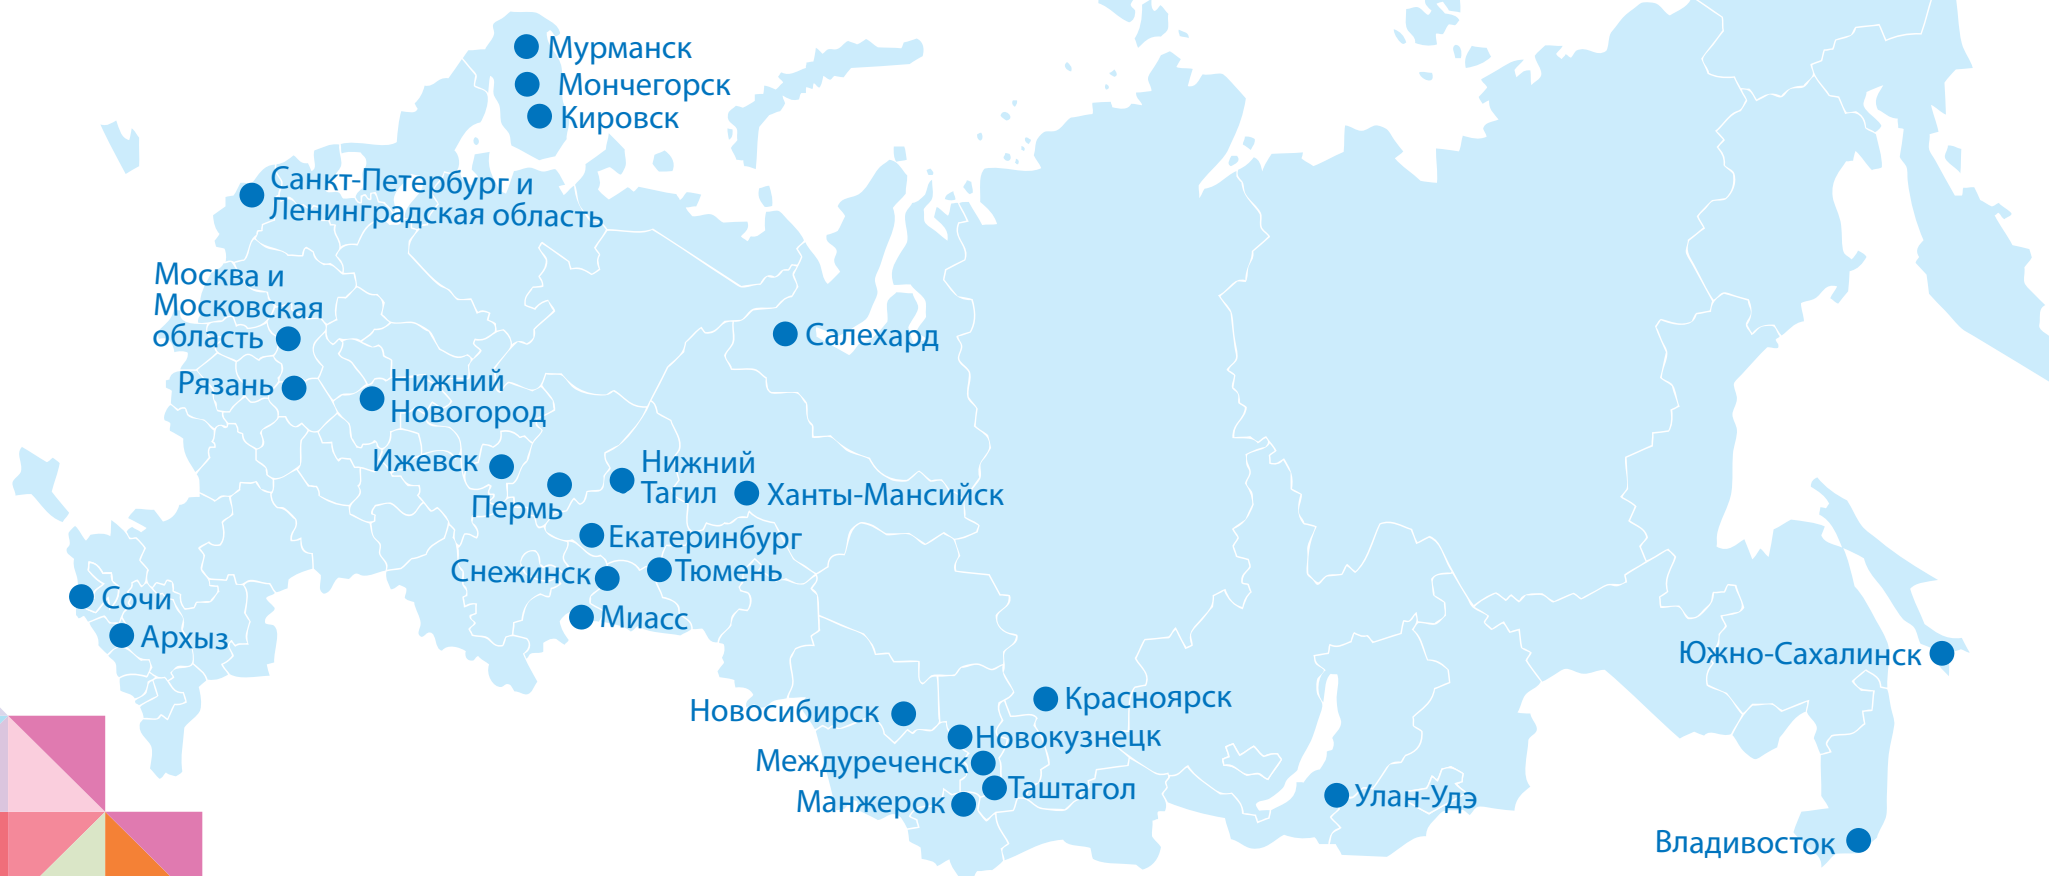 Мурманск
Мончегорск
Кировск
Санкт-Петербург и
Ленинградская область
Москва и
Московская
область
Салехард
Рязань
Нижний
Новогород
Ижевск
Пермь
Нижний
Тагил
Ханты-Мансийск
Екатеринбург
Снежинск
Тюмень
Миасс
Сочи
Архыз
Южно-Сахалинск
Новосибирск
Красноярск
Новокузнецк
Междуреченск
Таштагол
Манжерок
Улан-Удэ
Владивосток